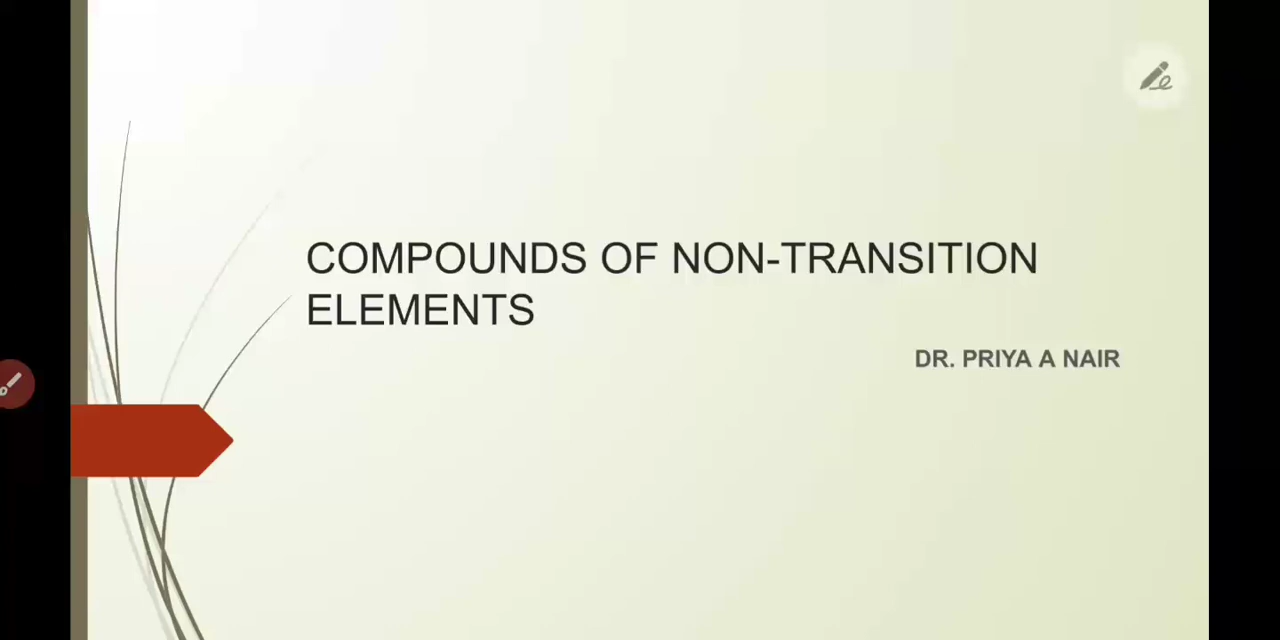 COMPOUNDS OF NON-TRANSITION
ELEMENTS
DR. PRIYA A NAIR